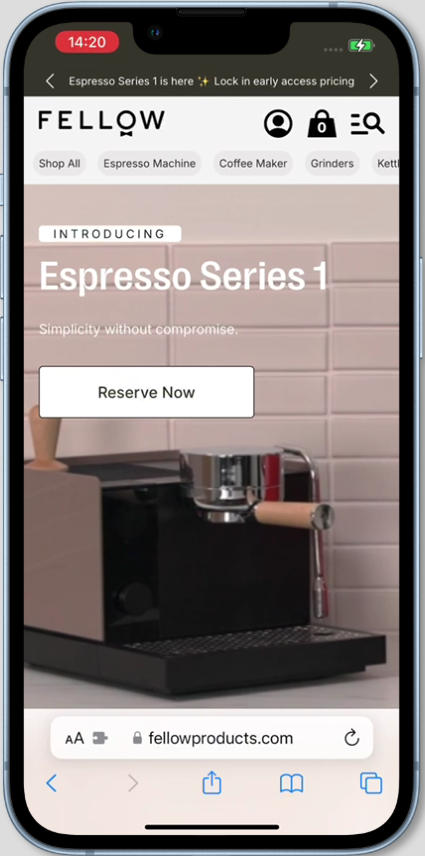 14:20
Espresso Series 1 is here ✨ Lock in early access pricing
FELLOW
0
Shop All Espresso Machine Coffee Maker Grinders Kettl
INTRODUCING
Espresso Series 1
Simplicity without compromise.
Reserve Now
AA fellowproducts.com